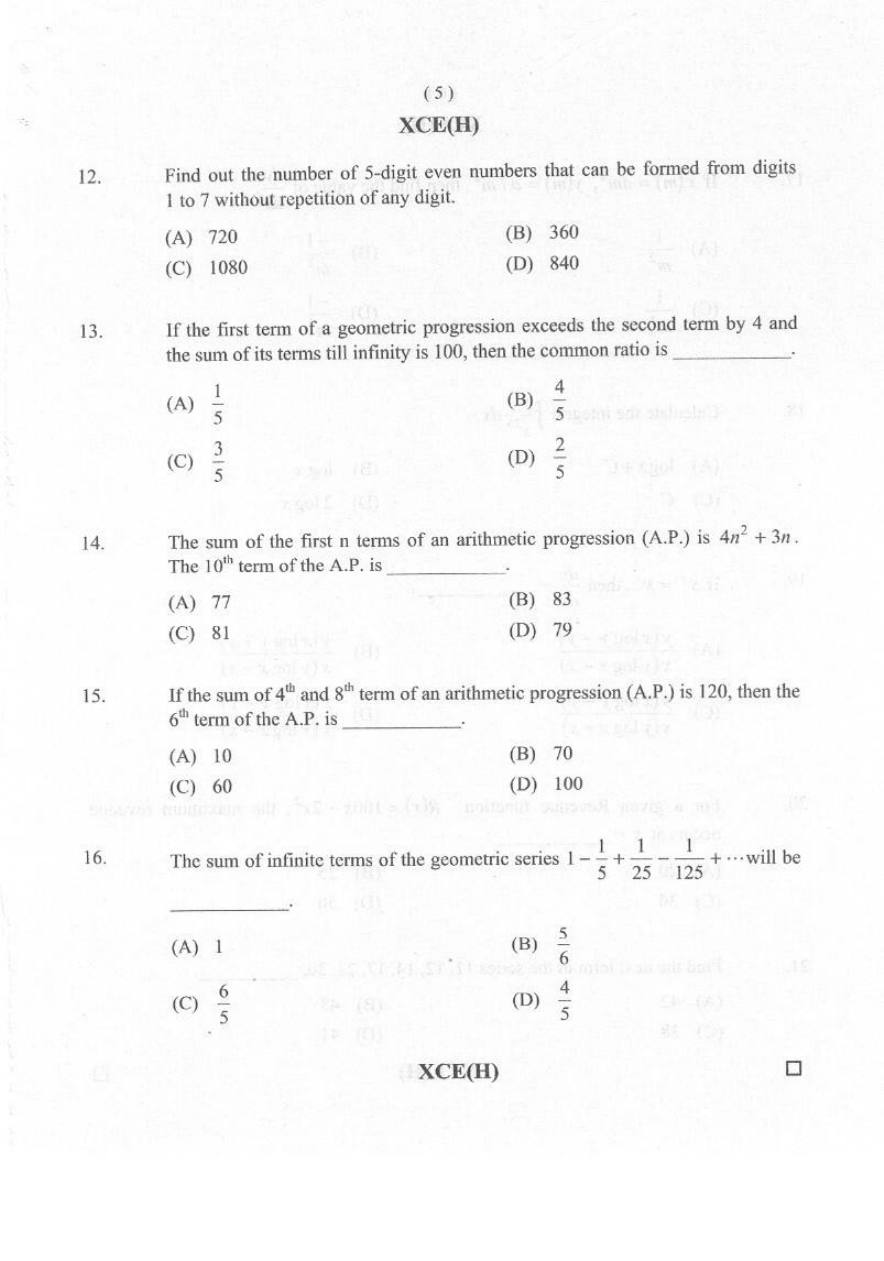 ( 5 )
XCE(H)
12. Find out the number of 5-digit even numbers that can be formed from digits
1 to 7 without repetition of any digit.
(A) 720 (B) 360
(C) 1080 (D) 840
13. If the first term of a geometric progression exceeds the second term by 4 and
the sum of its terms till infinity is 100, then the common ratio is ____________.
(A) 1/5 (B) 4/5
(C) 3/5 (D) 2/5
14. The sum of the first n terms of an arithmetic progression (A.P.) is 4n² + 3n.
The 10th term of the A.P. is ____________.
(A) 77 (B) 83
(C) 81 (D) 79
15. If the sum of 4th and 8th term of an arithmetic progression (A.P.) is 120, then the
6th term of the A.P. is ____________.
(A) 10 (B) 70
(C) 60 (D) 100
16. The sum of infinite terms of the geometric series 1 − 1/5 + 1/25 − 1/125 + ⋯ will be
____________.
(A) 1 (B) 5/6
(C) 6/5 (D) 4/5
XCE(H)